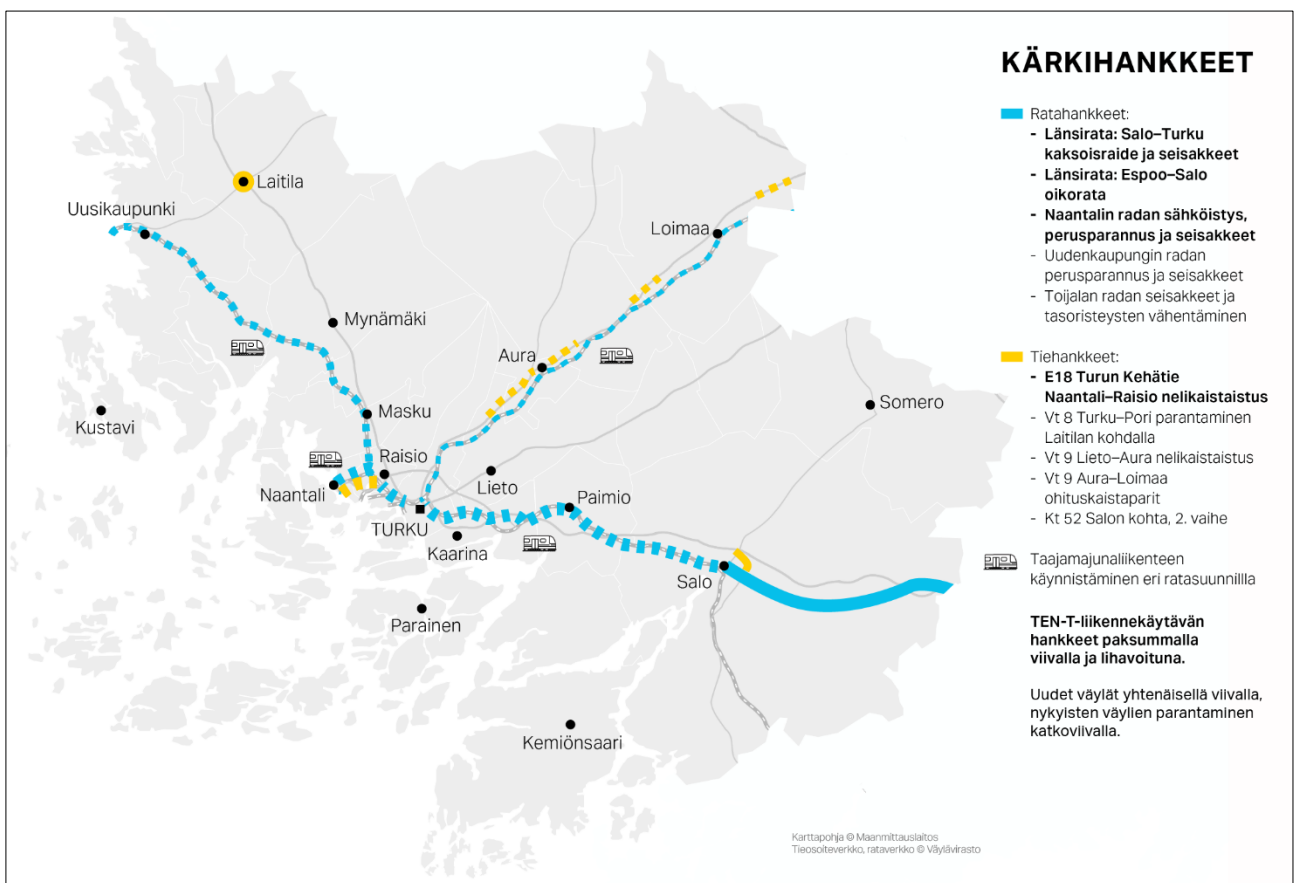 KÄRKIHANKKEET
Ratahankkeet:
- Länsirata: Salo–Turku
kaksoisraide ja seisakkeet
- Länsirata: Espoo–Salo
oikorata
- Naantalin radan sähköistys,
perusparannus ja seisakkeet
- Uudenkaupungin radan
perusparannus ja seisakkeet
- Toijalan radan seisakkeet ja
tasoristeysten vähentäminen
Tiehankkeet:
- E18 Turun Kehätie
Naantali–Raisio nelikaistaistus
- Vt 8 Turku–Pori parantaminen
Laitilan kohdalla
- Vt 9 Lieto–Aura nelikaistaistus
- Vt 9 Aura–Loimaa
ohituskaistaparit
- Kt 52 Salon kohta, 2. vaihe
Taajamajunaliikenteen
käynnistäminen eri ratasuunnillla
TEN-T-liikennekäytävän
hankkeet paksummalla
viivalla ja lihavoituna.
Uudet väylät yhtenäisellä viivalla,
nykyisten väylien parantaminen
katkoviivalla.
Laitila
Uusikaupunki
Loimaa
Mynämäki
Aura
Somero
Kustavi
Masku
Raisio
Naantali
Lieto
TURKU
Paimio
Kaarina
Salo
Parainen
Kemiönsaari
Karttapohja © Maanmittauslaitos
Tieosoiteverkko, rataverkko © Väylävirasto